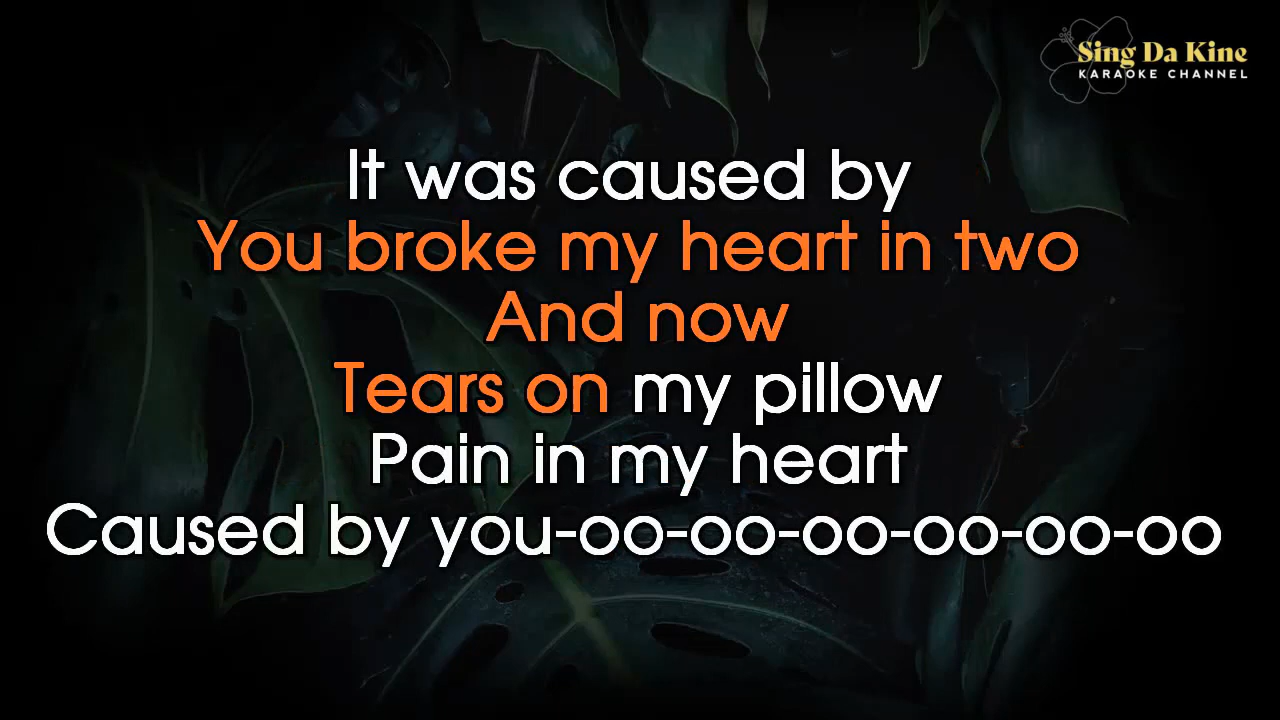 Sing Da Kine
KARAOKE CHANNEL
It was caused by
You broke my heart in two
And now
Tears on my pillow
Pain in my heart
Caused by you-oo-oo-oo-oo-oo-oo